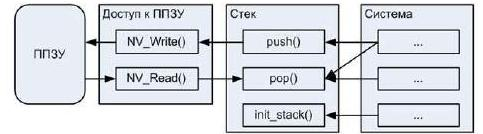 Доступ к ППЗУ
Стек
Система
ППЗУ
NV_Write()
push()
...
NV_Read()
pop()
...
init_stack()
...